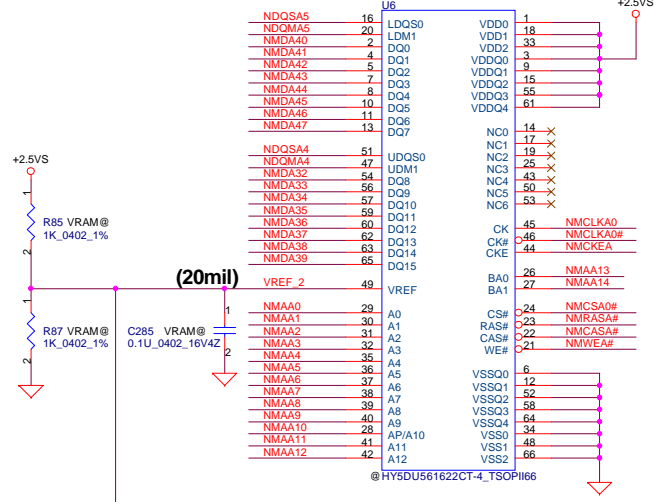 U6
+2.5VS
NDQSA5 16 LDQS0 VDD0 1
NDQMA5 20 LDM1 VDD1 18
NMDA40 2 DQ0 VDD2 33
NMDA41 4 DQ1 VDDQ0 3
NMDA42 5 DQ2 VDDQ1 9
NMDA43 7 DQ3 VDDQ2 15
NMDA44 8 DQ4 VDDQ3 55
NMDA45 10 DQ5 VDDQ4 61
NMDA46 11 DQ6
NMDA47 13 DQ7 NC0 14
NC1 17
NDQSA4 51 UDQS0 NC2 19
NDQMA4 47 UDM1 NC3 25
NMDA32 54 DQ8 NC4 43
NMDA33 56 DQ9 NC5 50
NMDA34 57 DQ10 NC6 53
NMDA35 59 DQ11
NMDA36 60 DQ12 CK 45 NMCLKA0
NMDA37 62 DQ13 CK# 46 NMCLKA0#
NMDA38 63 DQ14 CKE 44 NMCKEA
NMDA39 65 DQ15
BA0 26 NMAA13
(20mil) VREF_2 49 VREF BA1 27 NMAA14
NMAA0 29 A0 CS# 24 NMCSA0#
NMAA1 30 A1 RAS# 23 NMRASA#
NMAA2 31 A2 CAS# 22 NMCASA#
NMAA3 32 A3 WE# 21 NMWEA#
NMAA4 35 A4
NMAA5 36 A5 VSSQ0 6
NMAA6 37 A6 VSSQ1 12
NMAA7 38 A7 VSSQ2 52
NMAA8 39 A8 VSSQ3 58
NMAA9 40 A9 VSSQ4 64
NMAA10 28 AP/A10 VSS0 34
NMAA11 41 A11 VSS1 48
NMAA12 42 A12 VSS2 66
@HY5DU561622CT-4_TSOPII66
+2.5VS
1
R85 VRAM@
1K_0402_1%
2
1
R87 VRAM@
1K_0402_1%
2
1
C285 VRAM@
0.1U_0402_16V4Z
2